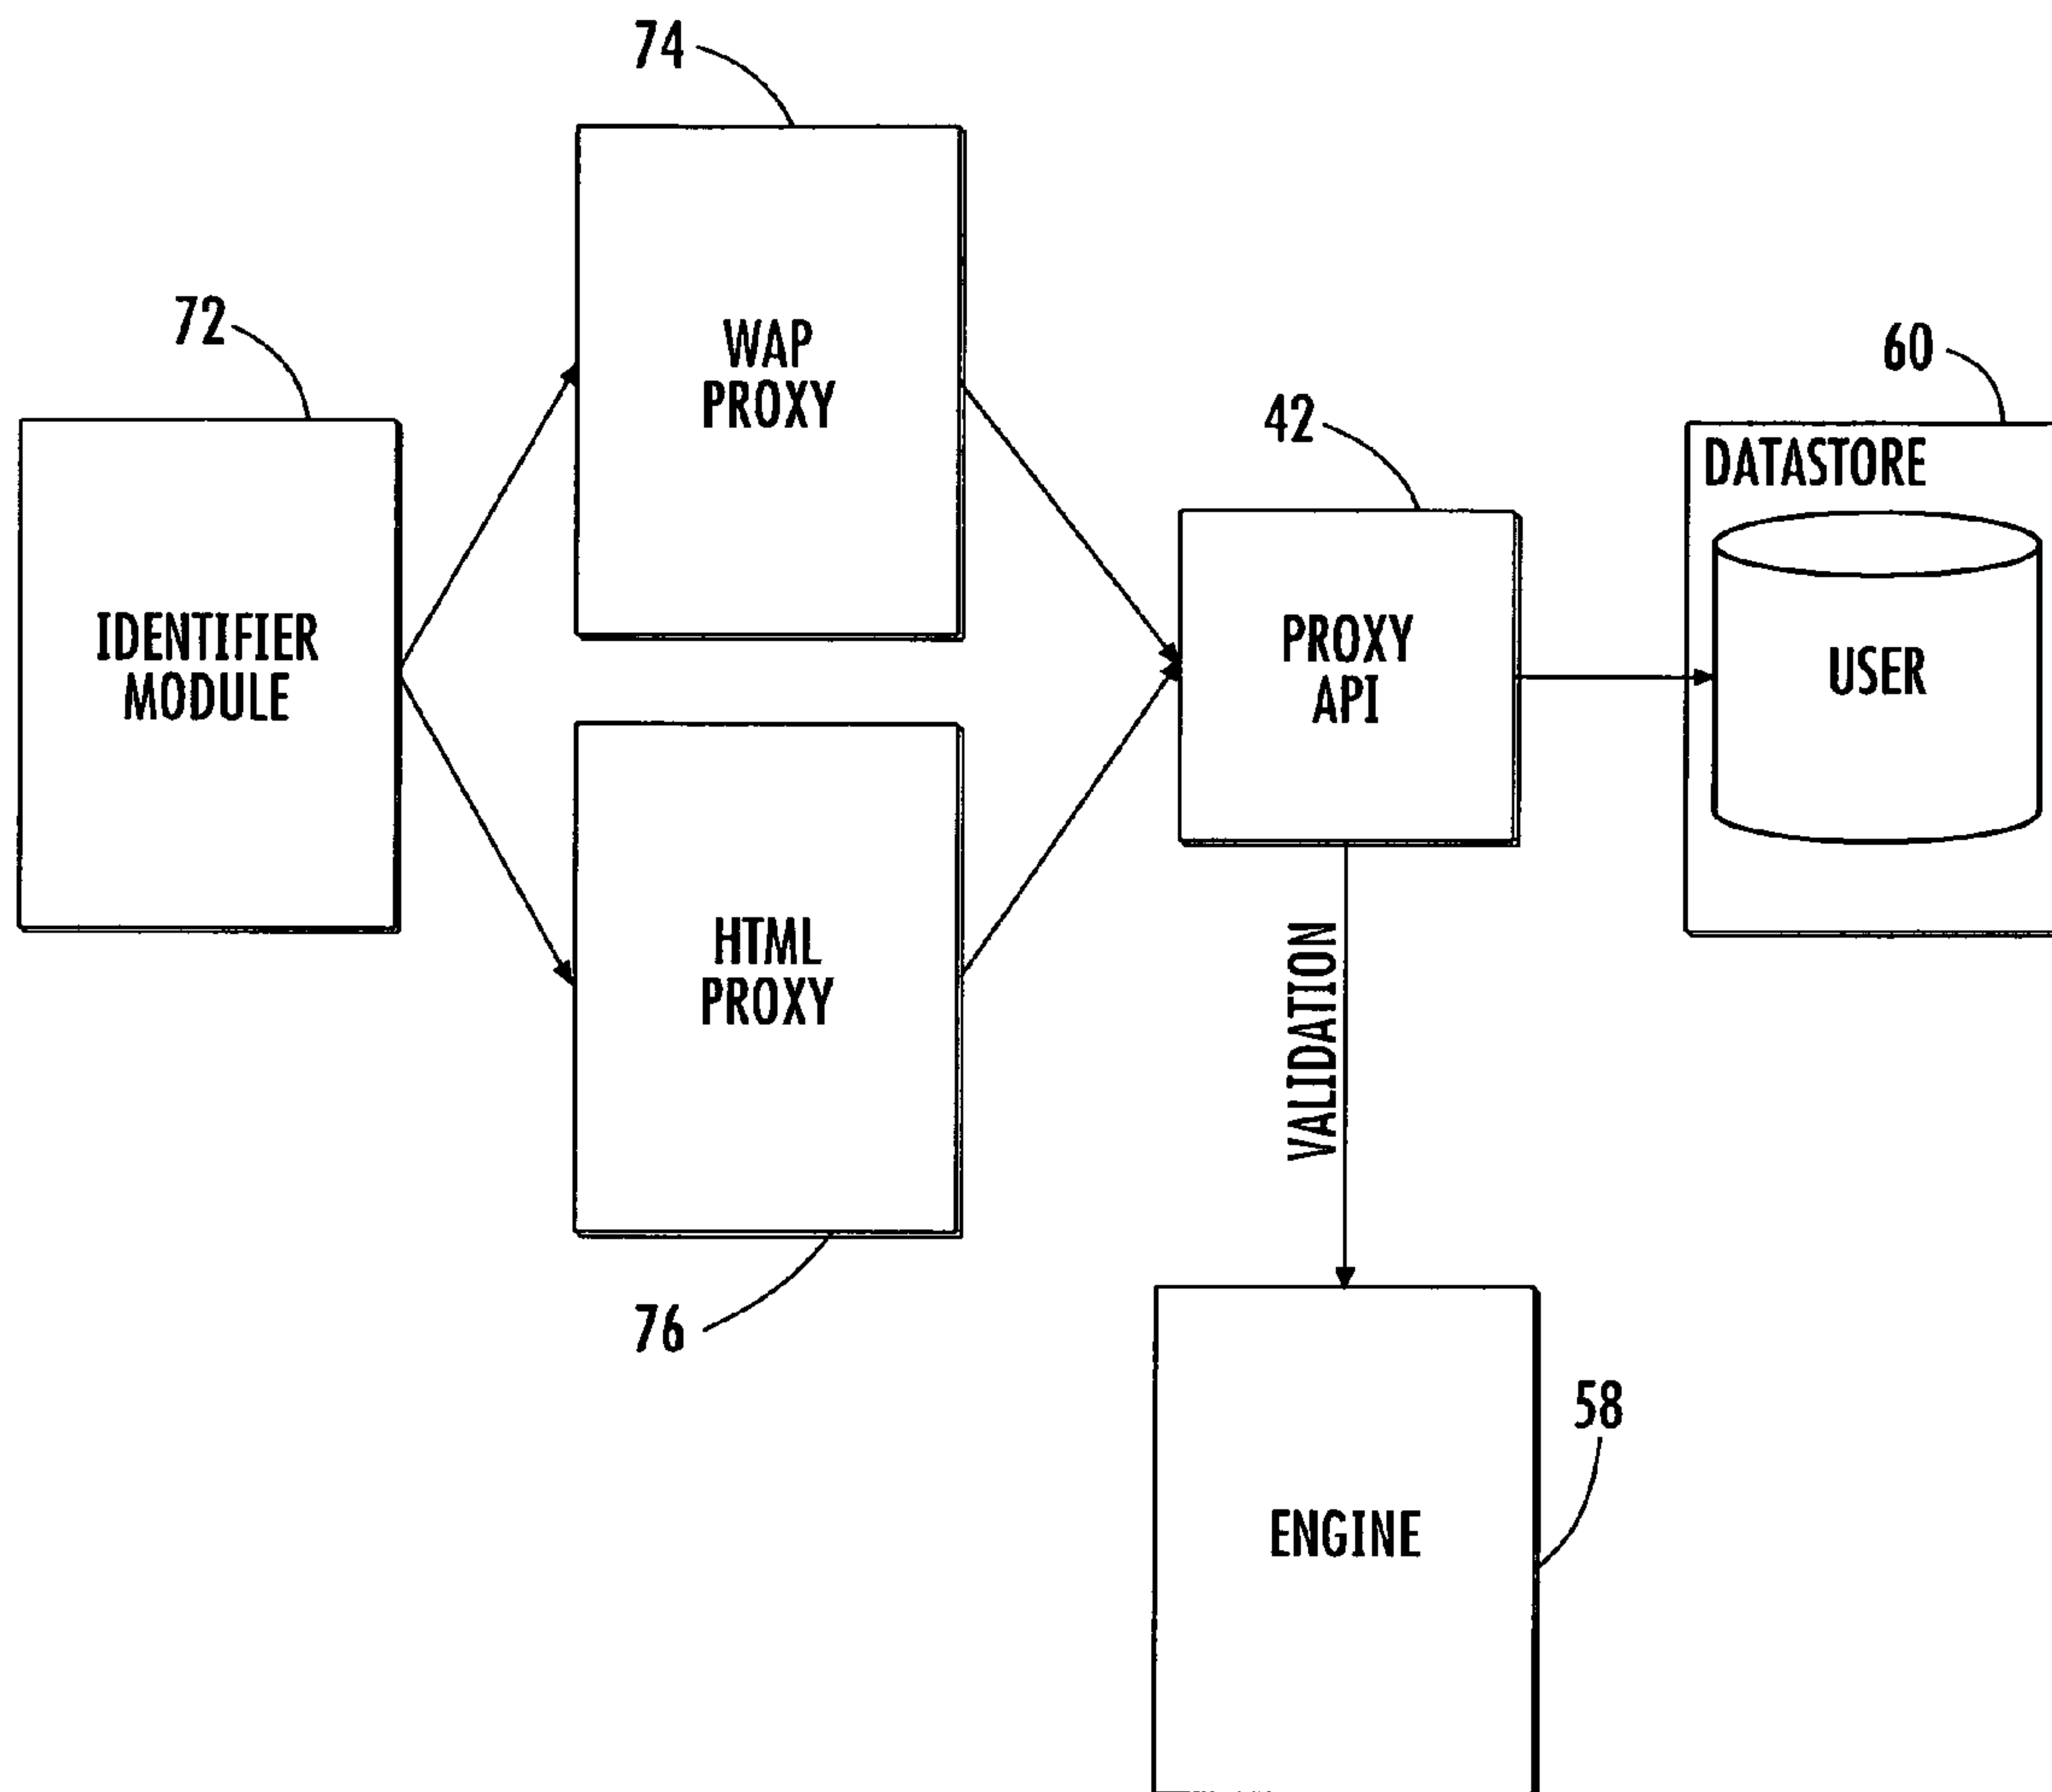 74
72
WAP
PROXY
60
42
DATASTORE
IDENTIFIER
MODULE
PROXY
API
USER
HTML
PROXY
VALIDATION
76
58
ENGINE